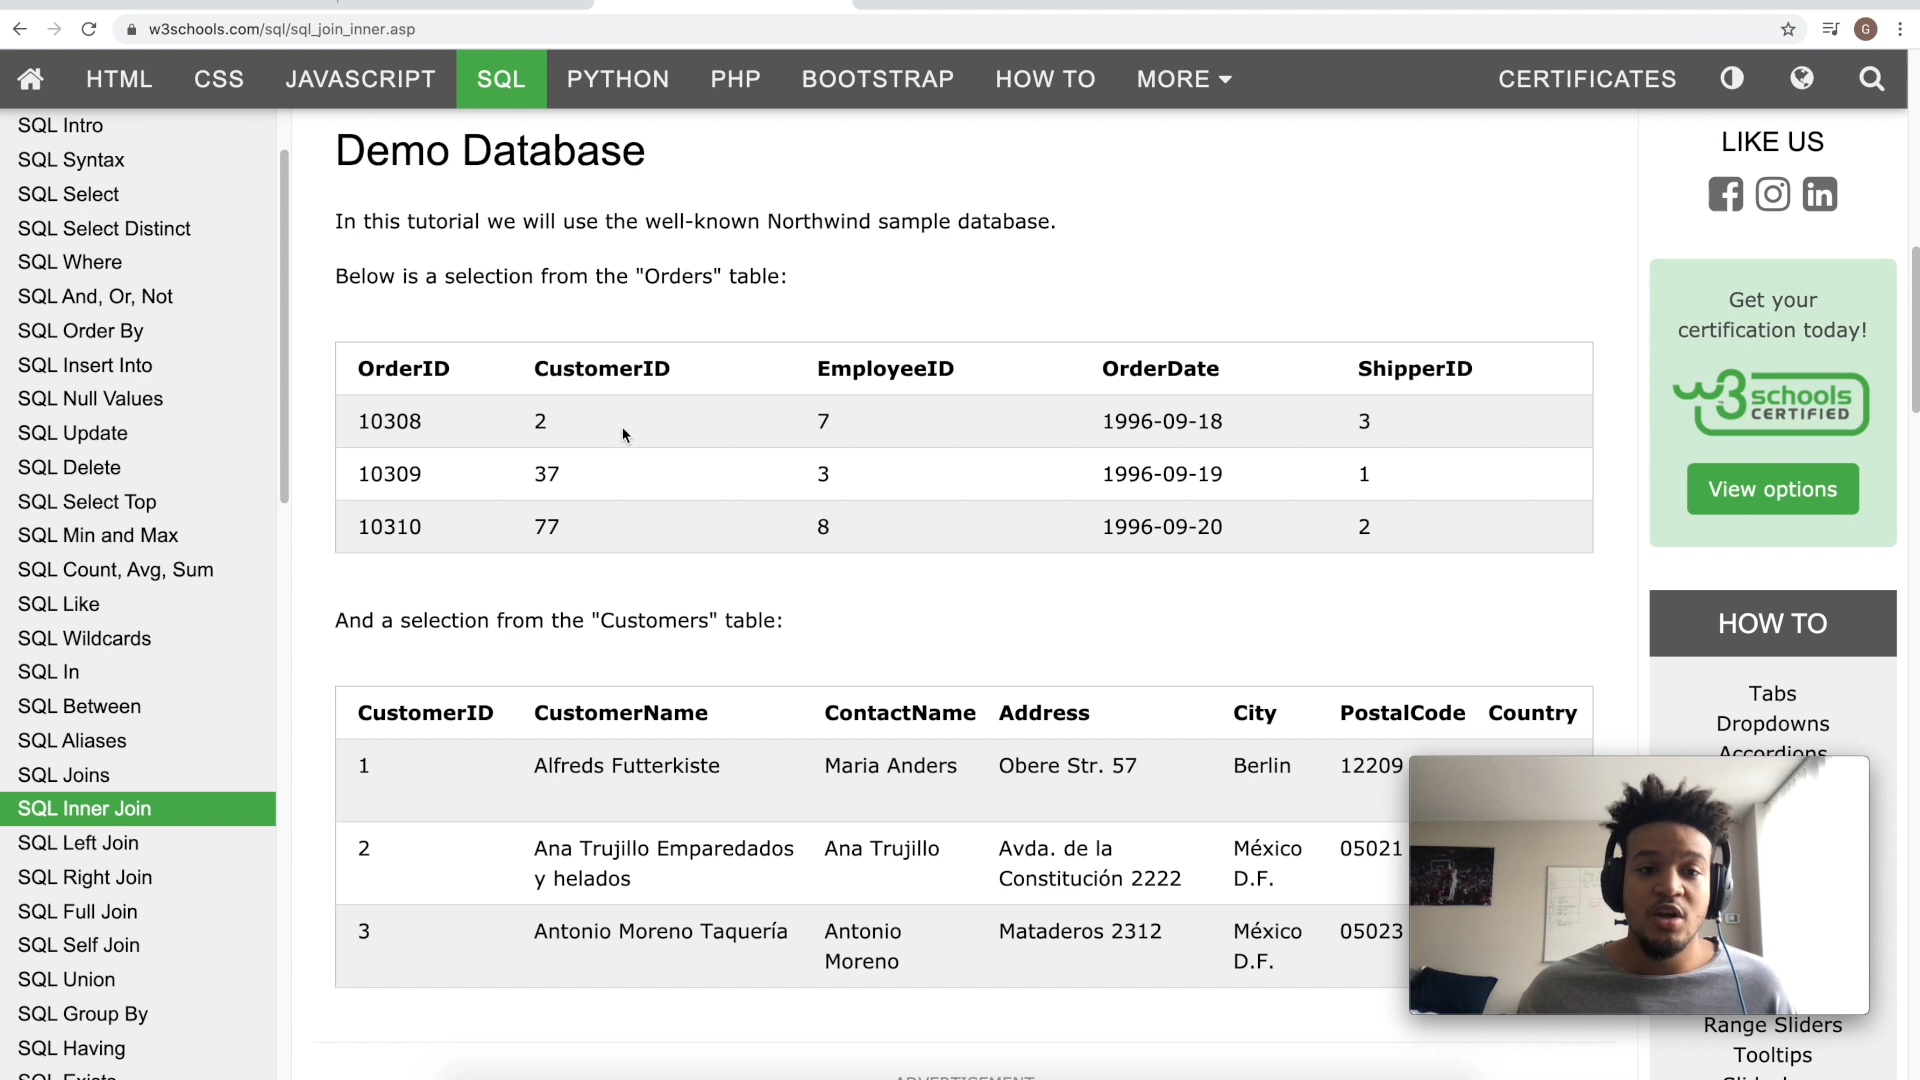 w3schools.com/sql/sql_join_inner.asp
G
HTML CSS JAVASCRIPT SQL PYTHON PHP BOOTSTRAP HOW TO MORE CERTIFICATES
SQL Intro
SQL Syntax
SQL Select
SQL Select Distinct
SQL Where
SQL And, Or, Not
SQL Order By
SQL Insert Into
SQL Null Values
SQL Update
SQL Delete
SQL Select Top
SQL Min and Max
SQL Count, Avg, Sum
SQL Like
SQL Wildcards
SQL In
SQL Between
SQL Aliases
SQL Joins
SQL Inner Join
SQL Left Join
SQL Right Join
SQL Full Join
SQL Self Join
SQL Union
SQL Group By
SQL Having
SQL Exists
Demo Database
In this tutorial we will use the well-known Northwind sample database.
Below is a selection from the "Orders" table:
OrderID CustomerID EmployeeID OrderDate ShipperID
10308 2 7 1996-09-18 3
10309 37 3 1996-09-19 1
10310 77 8 1996-09-20 2
And a selection from the "Customers" table:
CustomerID CustomerName ContactName Address City PostalCode Country
1 Alfreds Futterkiste Maria Anders Obere Str. 57 Berlin 12209
2 Ana Trujillo Emparedados Ana Trujillo Avda. de la México 05021
y helados Constitución 2222 D.F.
3 Antonio Moreno Taquería Antonio Mataderos 2312 México 05023
Moreno D.F.
ADVERTISEMENT
LIKE US
Get your
certification today!
w3schools
CERTIFIED
View options
HOW TO
Tabs
Dropdowns
Accordions
Range Sliders
Tooltips